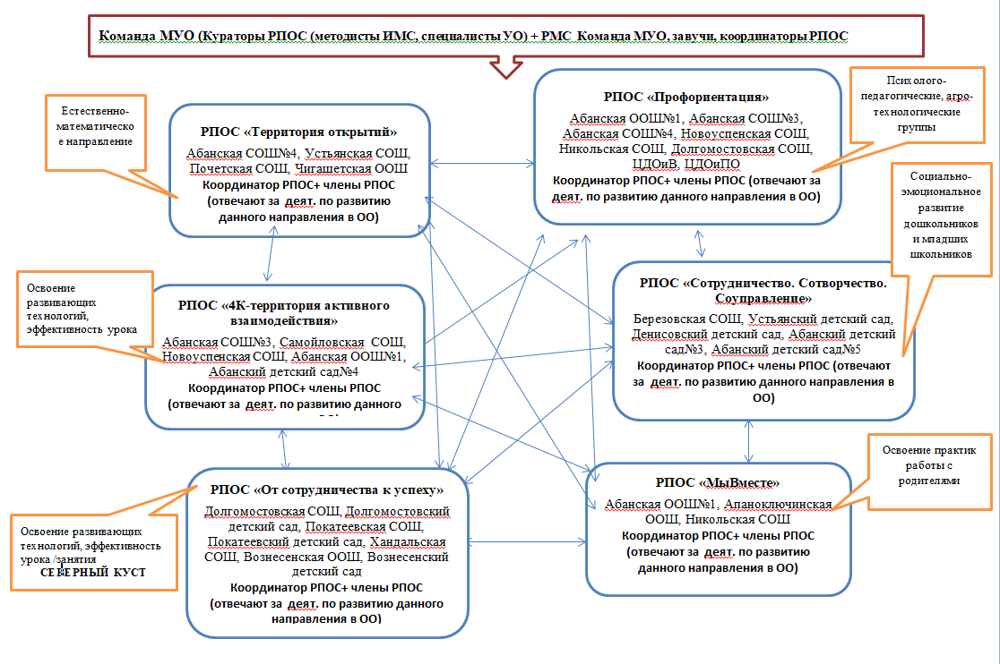 Команда МУО (Кураторы РПОС (методисты ИМС, специалисты УО) + РМС Команда МУО, завучи, координаторы РПОС
Естественно-
математическо
е направление
РПОС «Территория открытий»
Абанская СОШ№4, Устьянская СОШ,
Почетская СОШ, Чигашетская ООШ
Координатор РПОС+ члены РПОС
(отвечают за деят. по развитию
данного направления в ОО)
РПОС «Профориентация»
Абанская ООШ№1, Абанская СОШ№3,
Абанская СОШ№4, Новоуспенская СОШ,
Никольская СОШ, Долгомостовская СОШ,
ЦДОиВ, ЦДОиПО
Координатор РПОС+ члены РПОС (отвечают за
деят. по развитию данного направления в ОО)
Психолого-
педагогические, агро-
технологические
группы
Социально-
эмоциональное
развитие
дошкольников
и младших
школьников
Освоение
развивающих
технологий,
эффективность урока
РПОС «4К-территория активного
взаимодействия»
Абанская СОШ№3, Самойловская СОШ,
Новоуспенская СОШ, Абанская ООШ№1,
Абанский детский сад№4
Координатор РПОС+ члены РПОС
(отвечают за деят. по развитию данного
РПОС «Сотрудничество. Сотворчество.
Соуправление»
Березовская СОШ, Устьянский детский сад,
Денисовский детский сад, Абанский детский
сад№3, Абанский детский сад№5
Координатор РПОС+ члены РПОС (отвечают
за деят. по развитию данного направления в
ОО)
РПОС «От сотрудничества к успеху»
Долгомостовская СОШ, Долгомостовский
детский сад, Покатеевская СОШ,
Покатеевский детский сад, Хандальская
СОШ, Вознесенская ООШ, Вознесенский
детский сад
Координатор РПОС+ члены РПОС
(отвечают за деят. по развитию данного
направления в ОО)
Освоение развивающих
технологий, эффективность
урока /занятия
СЕВЕРНЫЙ КУСТ
РПОС «МыВместе»
Абанская ООШ№1, Апаноключинская
ООШ, Никольская СОШ
Координатор РПОС+ члены РПОС
(отвечают за деят. по развитию
данного направления в ОО)
Освоение практик
работы с
родителями